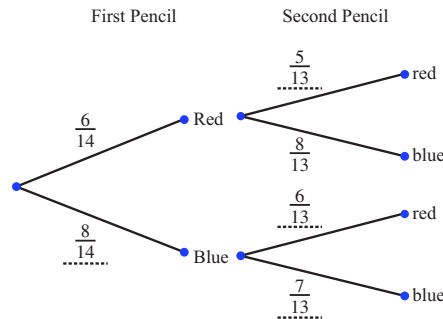 First Pencil Second Pencil
5/13
red
6/14
Red
8/13
blue
6/13
red
8/14
Blue
7/13
blue